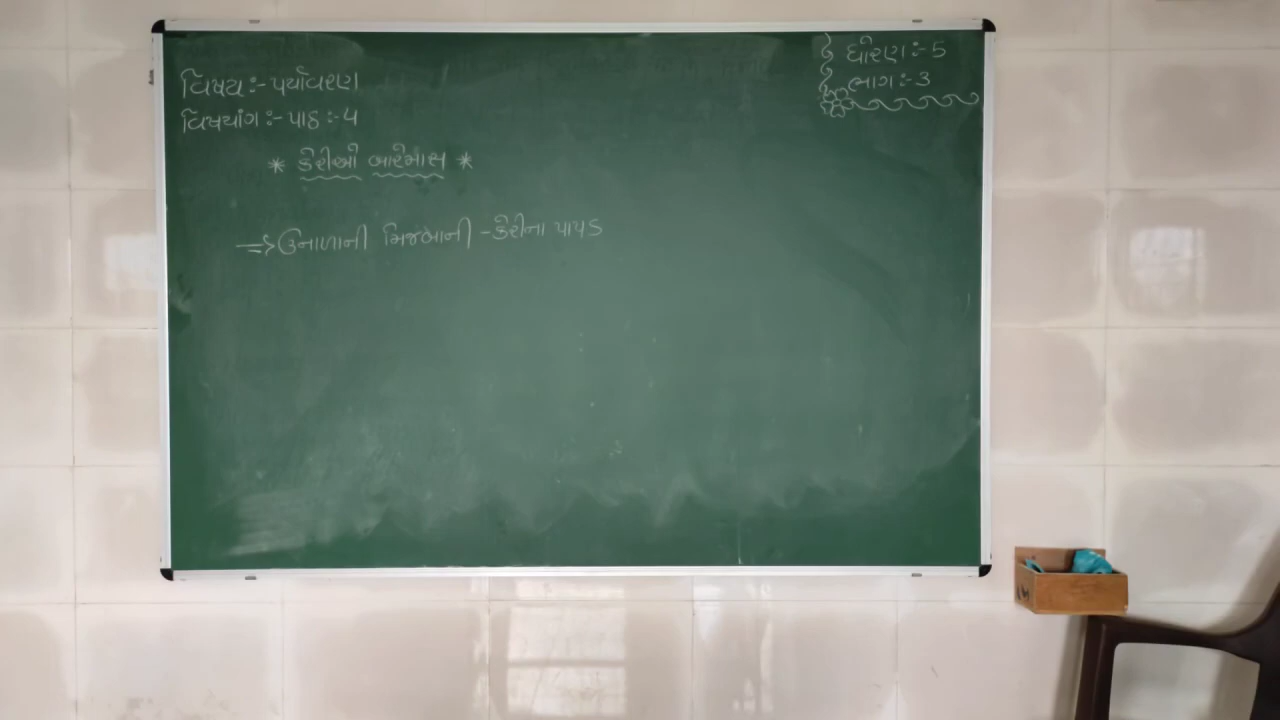 ધોરણ :- 5
ભાગ :- 3
વિષય :- પર્યાવરણ
વિષયાંગ :- પાઠ :- 4
* કેરીઓ બારેમાસ *
⇒ ઉનાળાની મિજબાની - કેરીના પાપડ